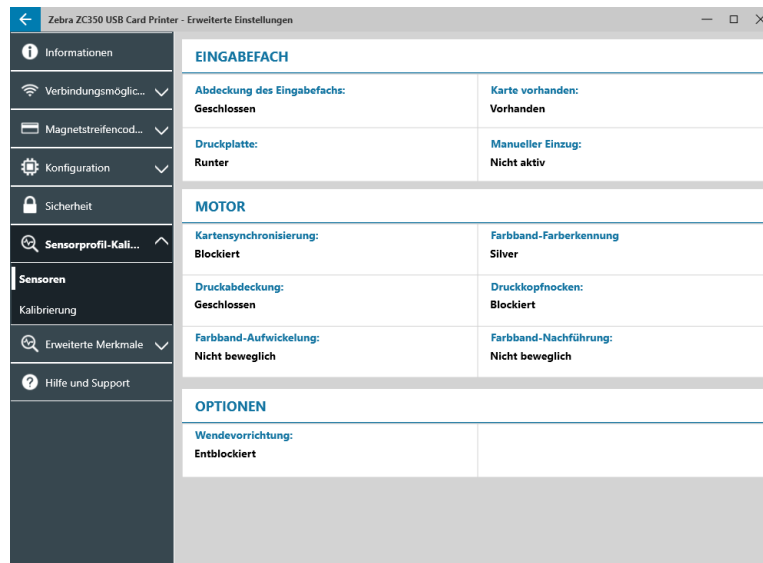 Zebra ZC350 USB Card Printer - Erweiterte Einstellungen
Informationen
Verbindungsmöglic...
Magnetstreifencod...
Konfiguration
Sicherheit
Sensorprofil-Kali...
Sensoren
Kalibrierung
Erweiterte Merkmale
Hilfe und Support
EINGABEFACH
Abdeckung des Eingabefachs:
Geschlossen
Karte vorhanden:
Vorhanden
Druckplatte:
Runter
Manueller Einzug:
Nicht aktiv
MOTOR
Kartensynchronisierung:
Blockiert
Farbband-Farberkennung
Silver
Druckabdeckung:
Geschlossen
Druckkopfnocken:
Blockiert
Farbband-Aufwickelung:
Nicht beweglich
Farbband-Nachführung:
Nicht beweglich
OPTIONEN
Wendevorrichtung:
Entblockiert